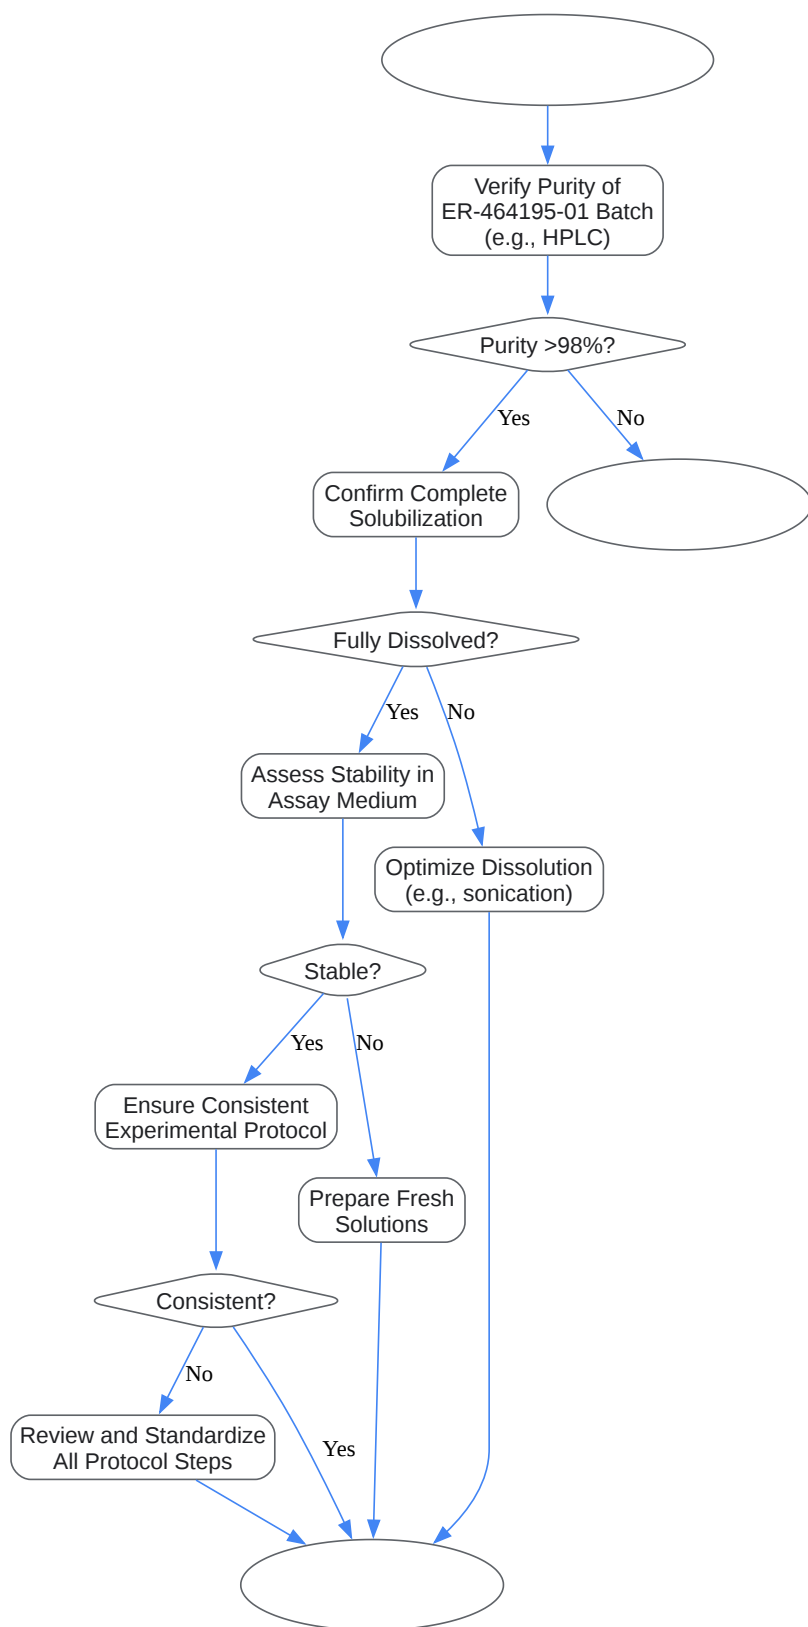 Verify Purity of
ER-464195-01 Batch
(e.g., HPLC)
Purity >98%?
Yes
No
Confirm Complete
Solubilization
Fully Dissolved?
Yes
No
Assess Stability in
Assay Medium
Optimize Dissolution
(e.g., sonication)
Stable?
Yes
No
Ensure Consistent
Experimental Protocol
Prepare Fresh
Solutions
Consistent?
No
Yes
Review and Standardize
All Protocol Steps